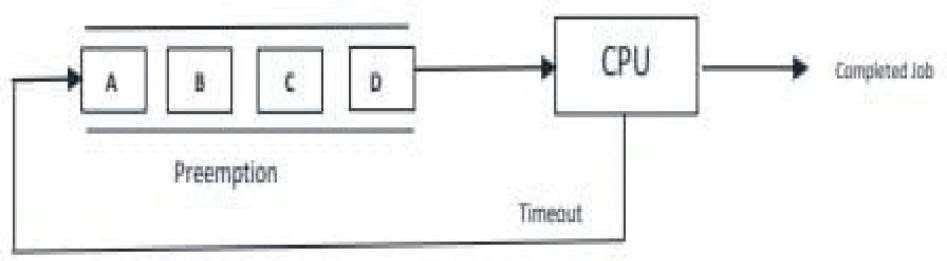 A B C D
CPU
Completed Job
Preemption
Timeout